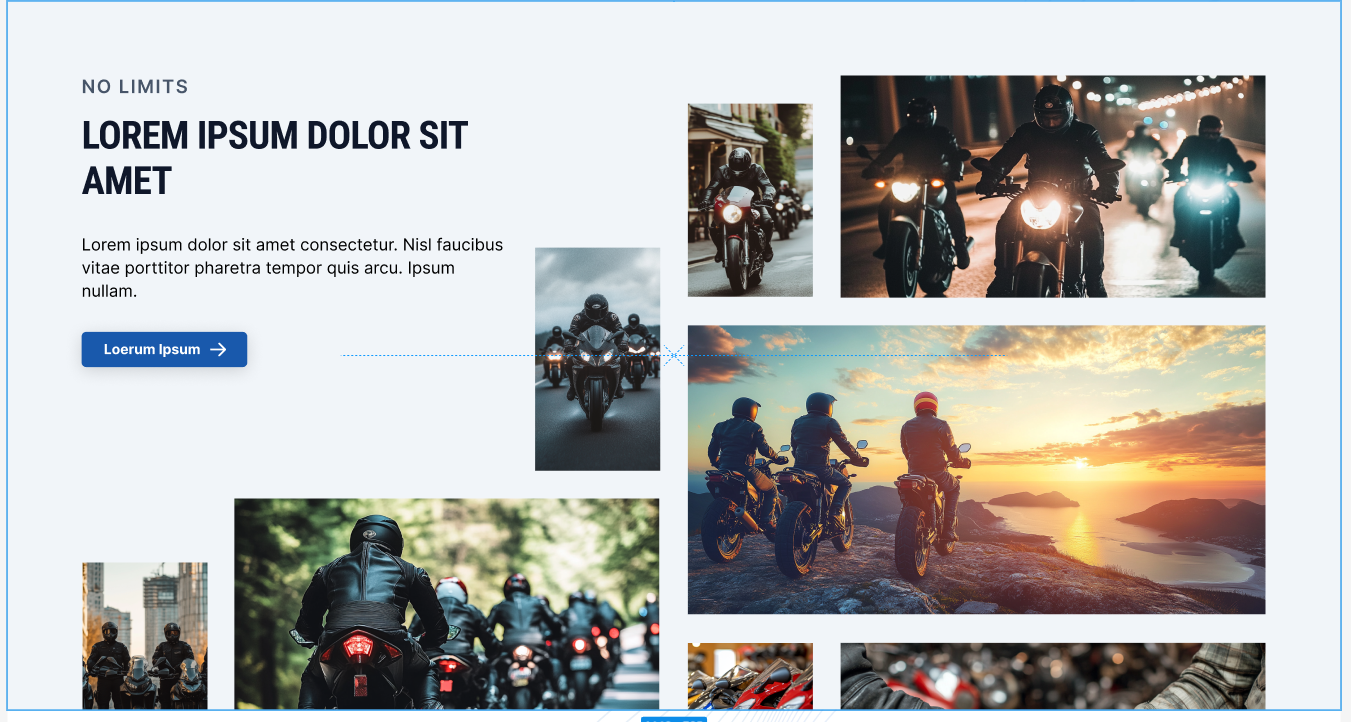 NO LIMITS
LOREM IPSUM DOLOR SIT
AMET
Lorem ipsum dolor sit amet consectetur. Nisl faucibus
vitae porttitor pharetra tempor quis arcu. Ipsum
nullam.
Loerum Ipsum